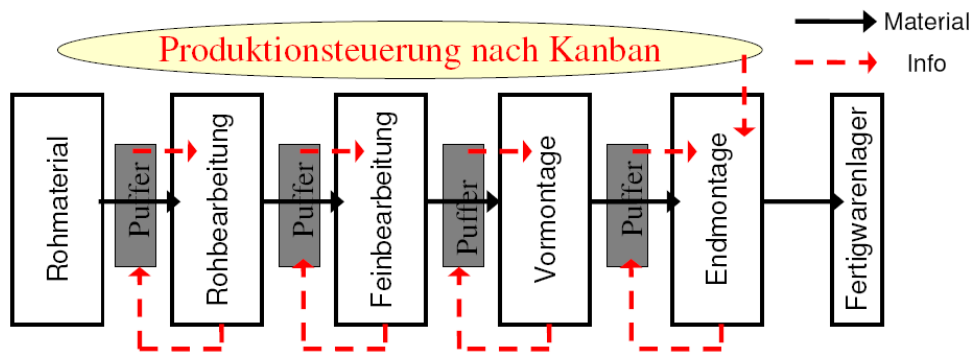 Produktionsteuerung nach Kanban
Material
Info
Rohmaterial
Puffer
Rohbearbeitung
Puffer
Feinbearbeitung
Puffer
Vormontage
Puffer
Endmontage
Fertigwarenlager